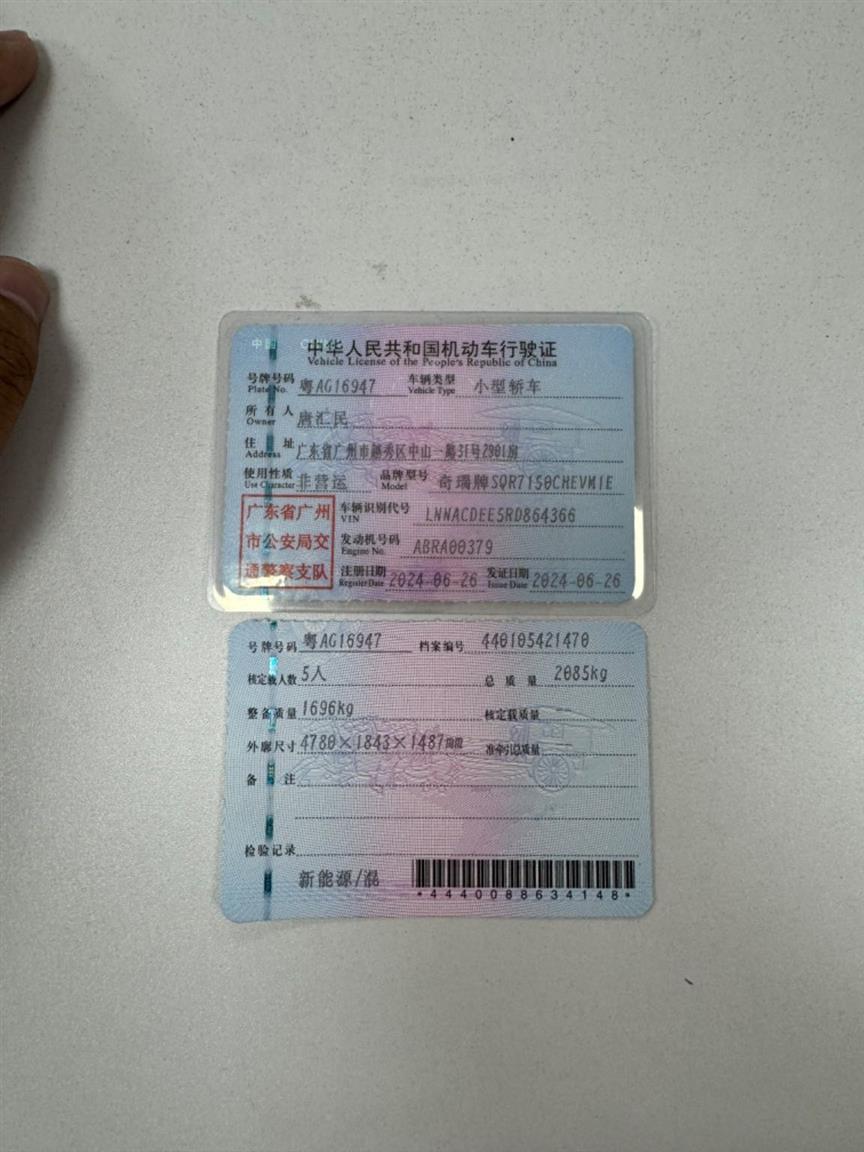 中华人民共和国机动车行驶证
Vehicle License of the People's Republic of China
号牌号码 粤AG16947 车辆类型 小型轿车
Plate No. Vehicle Type
所有人 唐汇民
Owner
住址 广东省广州市越秀区中山一路31号2901房
Address
使用性质 非营运 品牌型号 奇瑞牌SQR7150CHEVM1E
Use Character Model
广东省广州
市公安局交
通警察支队
车辆识别代号 LNNACDEE5RD864366
VIN
发动机号码 ABRA00379
Engine No.
注册日期 2024-06-26 发证日期 2024-06-26
Register Date Issue Date
号牌号码 粤AG16947 档案编号 440105421470
核定载人数 5人 总质量 2085kg
整备质量 1696kg 核定载质量
外廓尺寸 4780×1843×1487mm 准牵引总质量
备注
检验记录
新能源/混
*4440088634148*